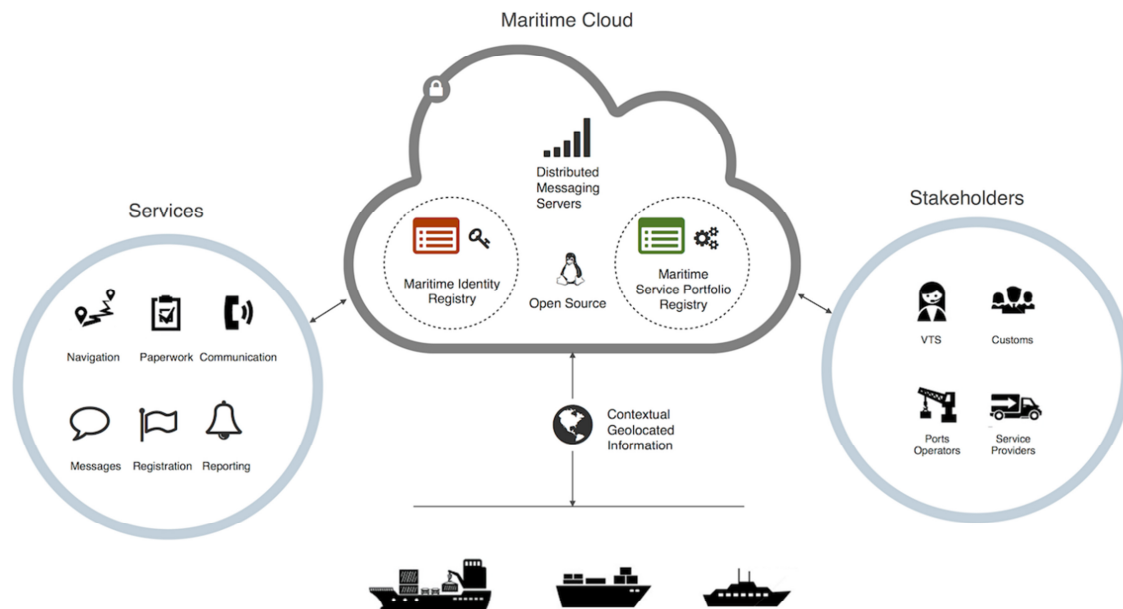 Maritime Cloud
Distributed
Messaging
Servers
Maritime Identity
Registry
Open Source
Maritime
Service Portfolio
Registry
Services
Navigation
Paperwork
Communication
Messages
Registration
Reporting
Stakeholders
VTS
Customs
Ports
Operators
Service
Providers
Contextual
Geolocated
Information